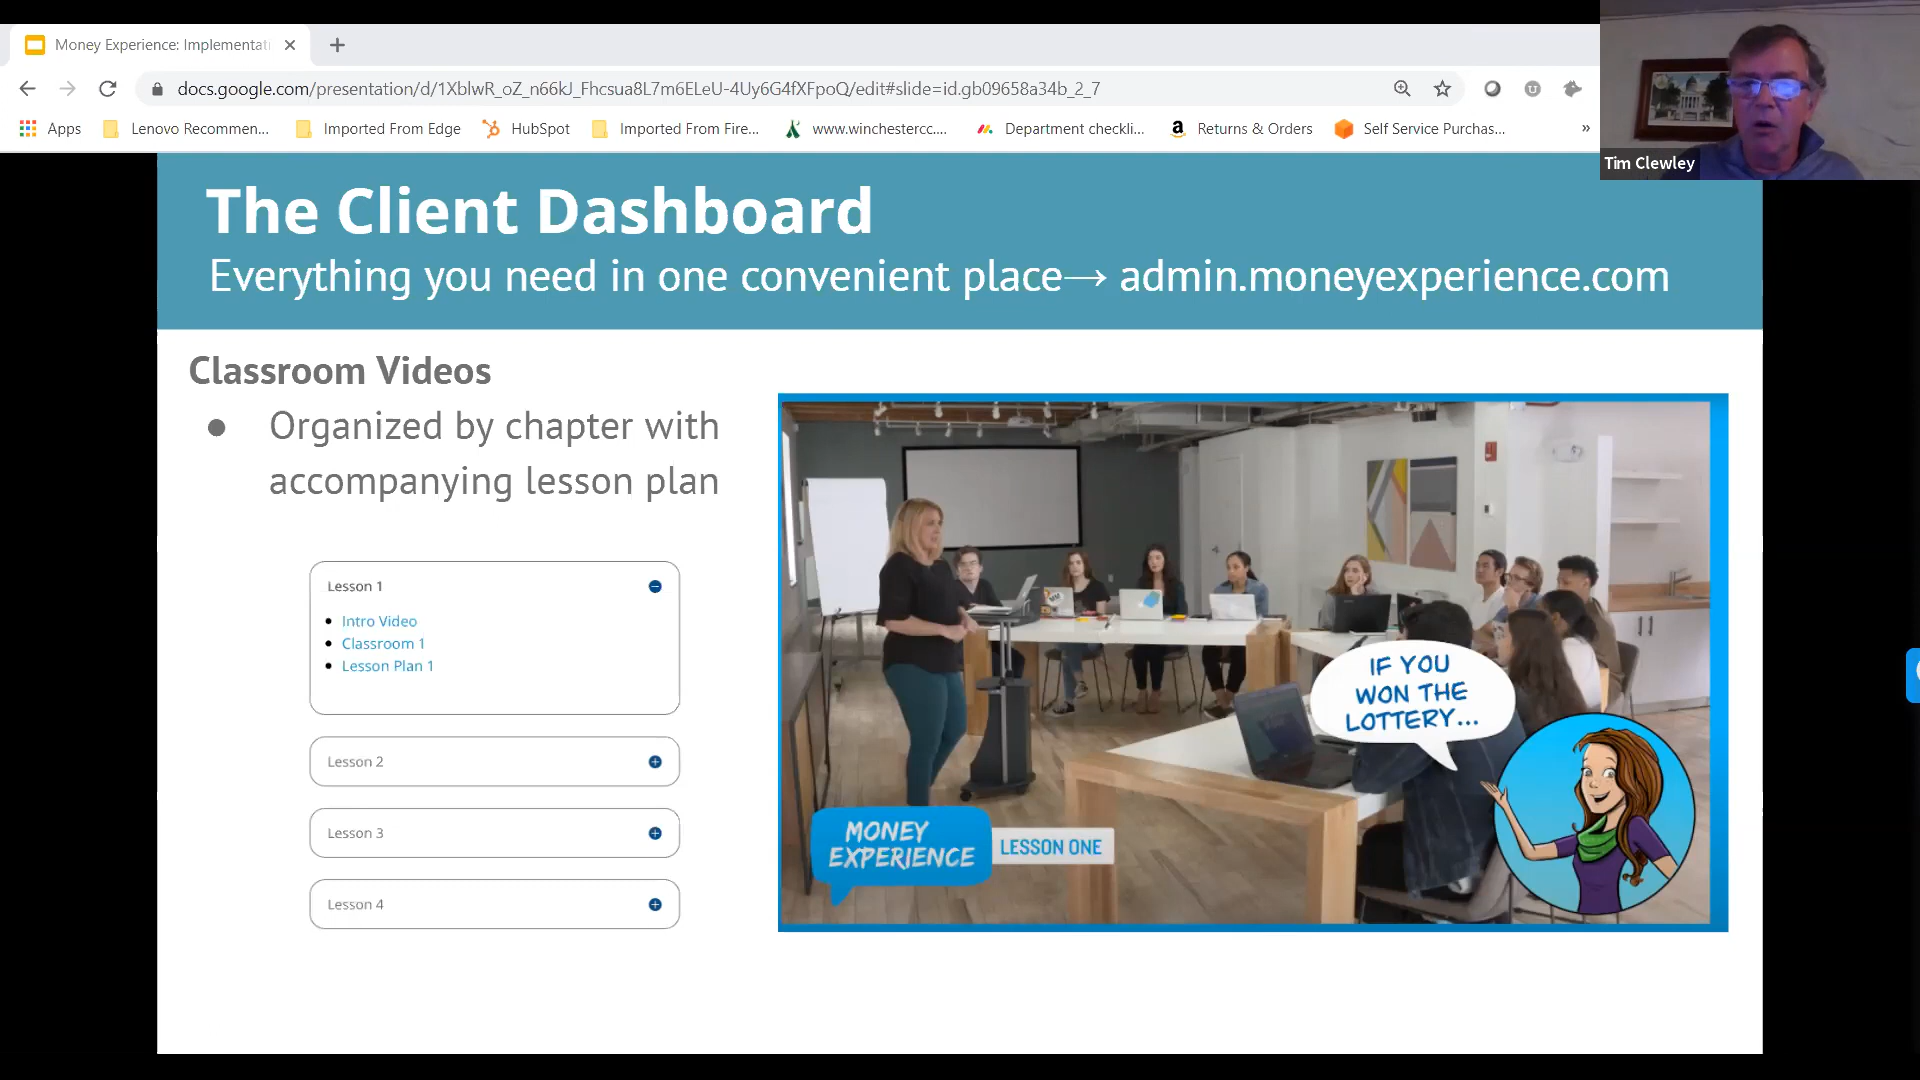 Money Experience: Implementati
docs.google.com/presentation/d/1XblwR_oZ_n66kJ_Fhcsua8L7m6ELeU-4Uy6G4fXFpoQ/edit#slide=id.gb09658a34b_2_7
Apps Lenovo Recommen... Imported From Edge HubSpot Imported From Fire... www.winchestercc.... Department checkli... Returns & Orders Self Service Purchas... »
Tim Clewley
The Client Dashboard
Everything you need in one convenient place→ admin.moneyexperience.com
Classroom Videos
● Organized by chapter with
accompanying lesson plan
Lesson 1
• Intro Video
• Classroom 1
• Lesson Plan 1
Lesson 2
Lesson 3
Lesson 4
IF YOU
WON THE
LOTTERY...
MONEY
EXPERIENCE
LESSON ONE